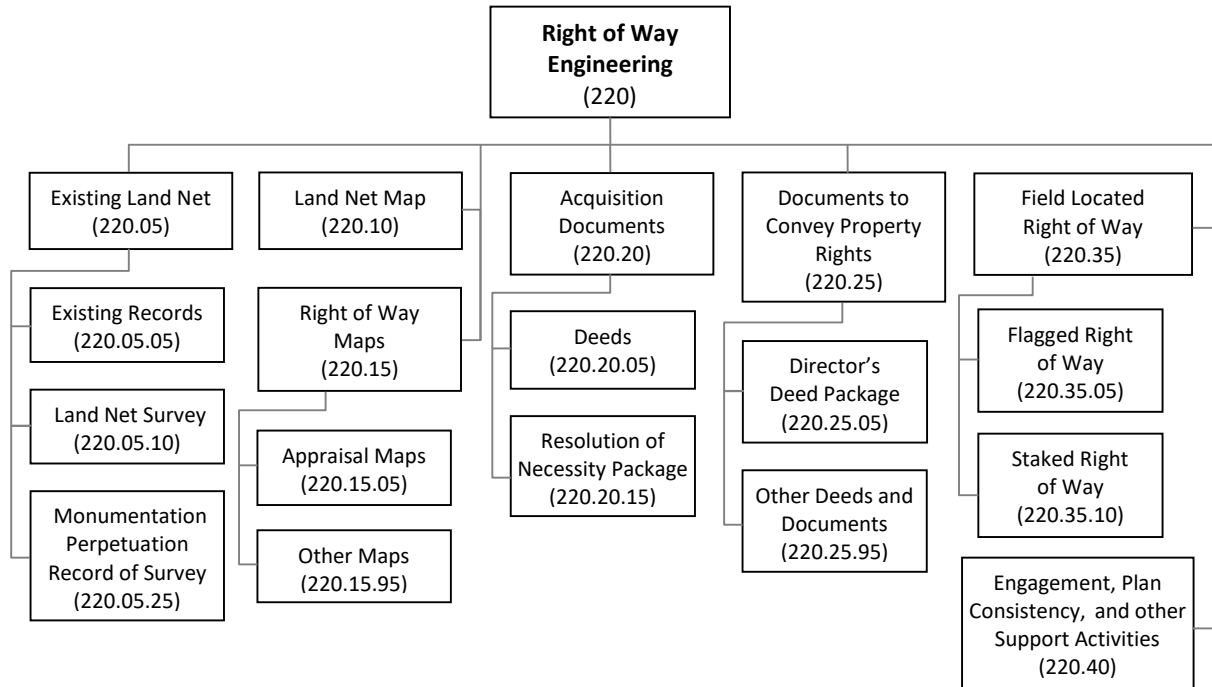 Right of Way
Engineering
(220)
Existing Land Net
(220.05)
Existing Records
(220.05.05)
Land Net Survey
(220.05.10)
Monumentation
Perpetuation
Record of Survey
(220.05.25)
Land Net Map
(220.10)
Right of Way
Maps
(220.15)
Appraisal Maps
(220.15.05)
Other Maps
(220.15.95)
Acquisition
Documents
(220.20)
Deeds
(220.20.05)
Resolution of
Necessity Package
(220.20.15)
Documents to
Convey Property
Rights
(220.25)
Director’s
Deed Package
(220.25.05)
Other Deeds and
Documents
(220.25.95)
Field Located
Right of Way
(220.35)
Flagged Right
of Way
(220.35.05)
Staked Right
of Way
(220.35.10)
Engagement, Plan
Consistency, and other
Support Activities
(220.40)